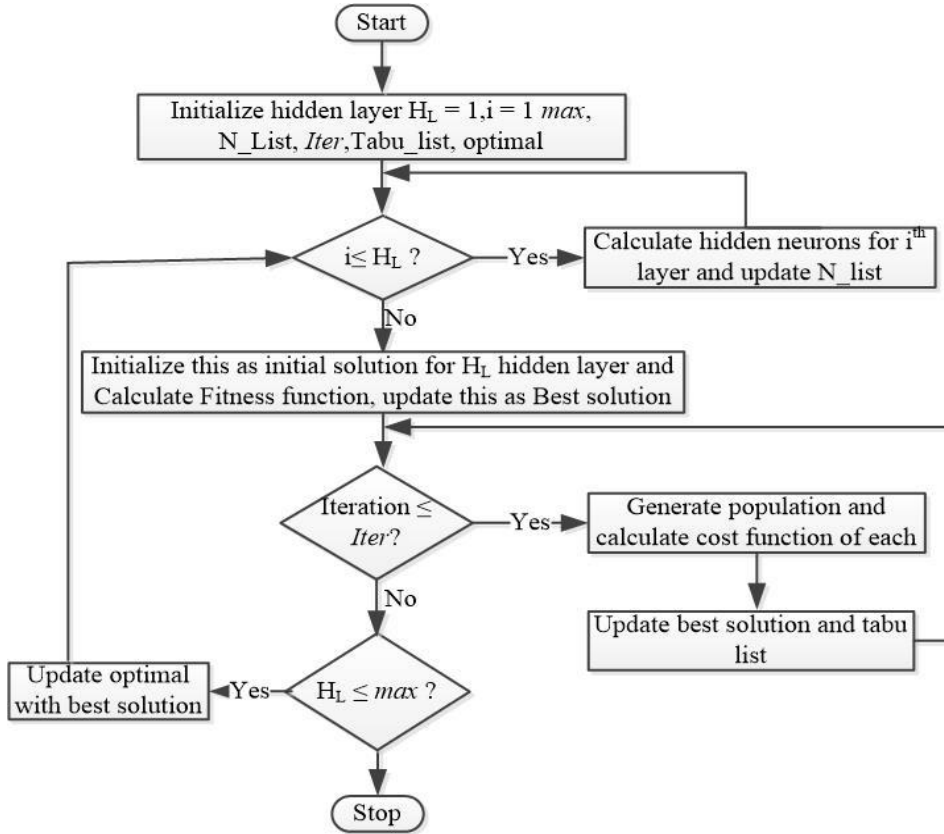 Start
Initialize hidden layer H_L = 1,i = 1 max,
N_List, Iter,Tabu_list, optimal
i≤ H_L ?
Yes
Calculate hidden neurons for i^th
layer and update N_list
No
Initialize this as initial solution for H_L hidden layer and
Calculate Fitness function, update this as Best solution
Iteration ≤
Iter?
Yes
Generate population and
calculate cost function of each
No
Update best solution and tabu
list
H_L ≤ max ?
Yes
Update optimal
with best solution
Stop